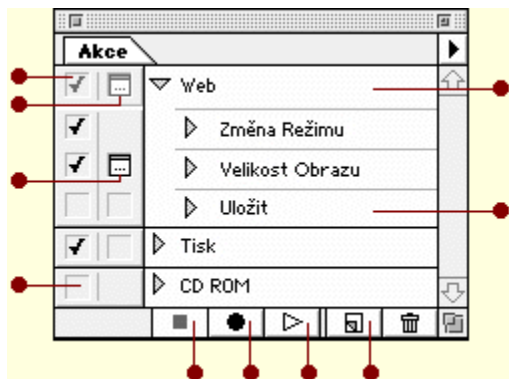 Akce
Web
Změna Režimu
Velikost Obrazu
Uložit
Tisk
CD ROM